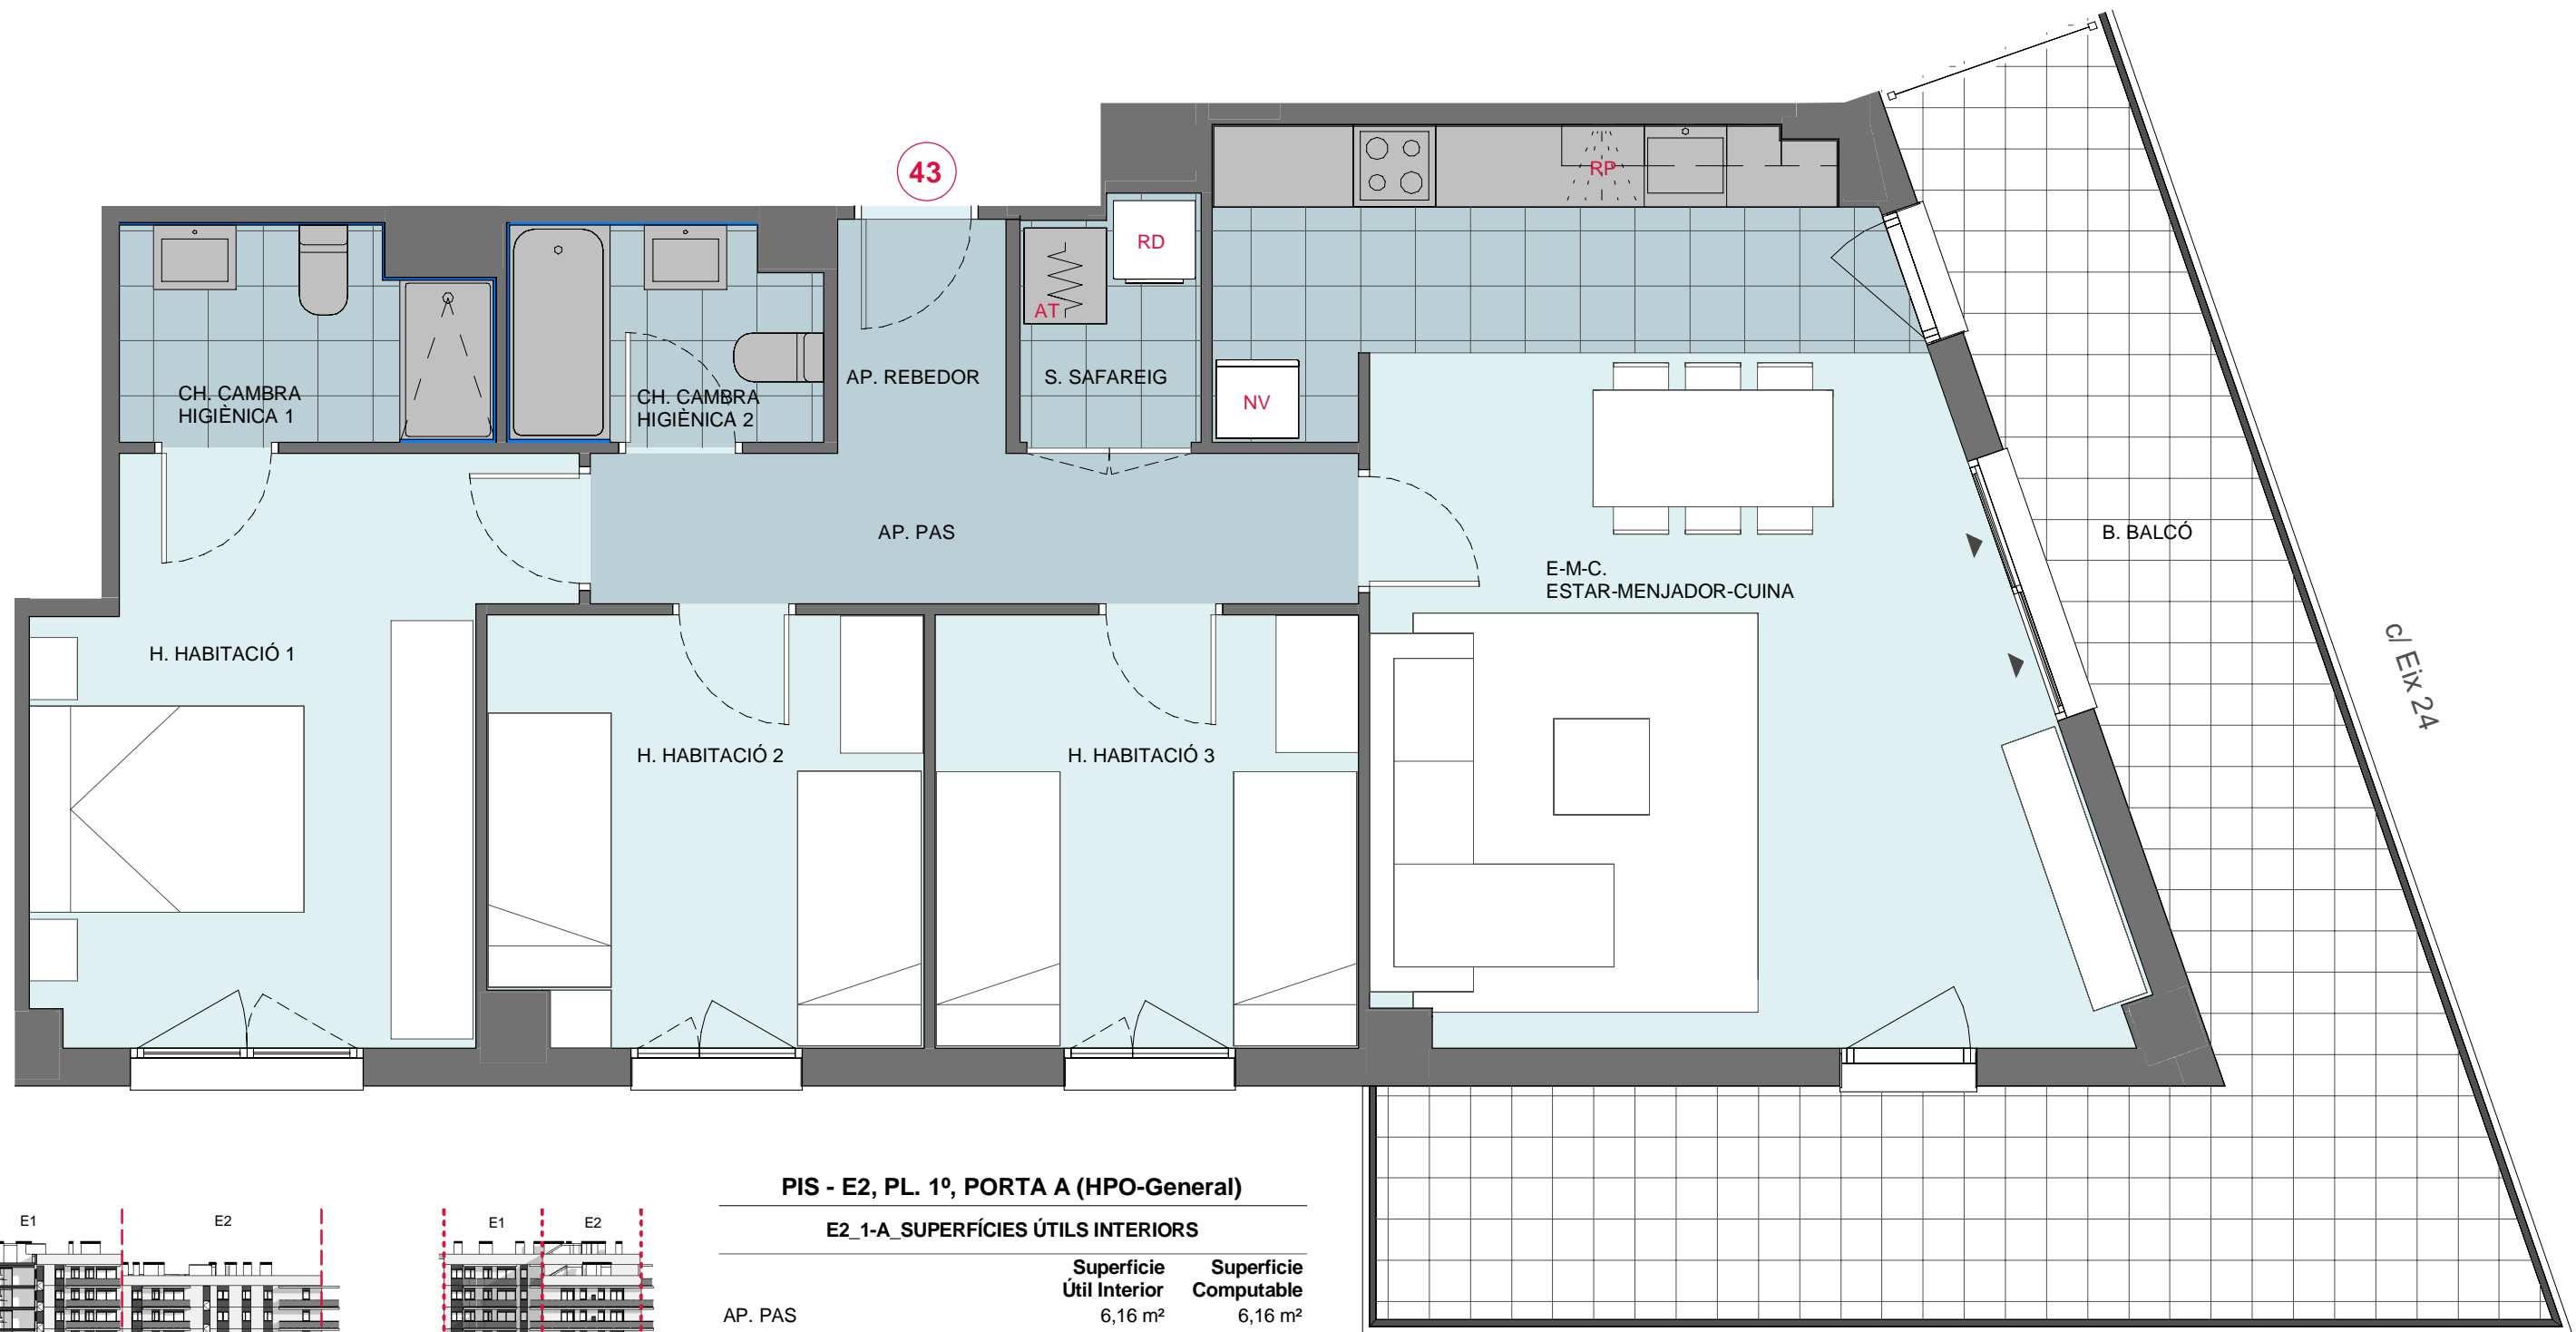 43
RP
RD
AT
NV
CH. CAMBRA
HIGIÈNICA 1
CH. CAMBRA
HIGIÈNICA 2
AP. REBEDOR
S. SAFAREIG
AP. PAS
B. BALCÓ
E-M-C.
ESTAR-MENJADOR-CUINA
c/ Eix 24
H. HABITACIÓ 1
H. HABITACIÓ 2
H. HABITACIÓ 3
PIS - E2, PL. 1º, PORTA A (HPO-General)
E2_1-A_SUPERFÍCIES ÚTILS INTERIORS
Superficie Superficie
Útil Interior Computable
AP. PAS 6,16 m² 6,16 m²
E1
E2
E1
E2